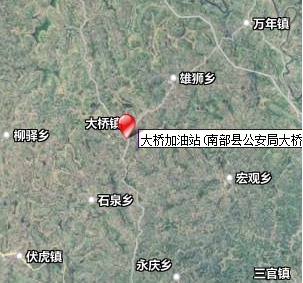 万年镇
雄狮乡
大桥镇
柳驿乡
大桥加油站(南部县公安局大桥
宏观乡
石泉乡
伏虎镇
永庆乡
三官镇